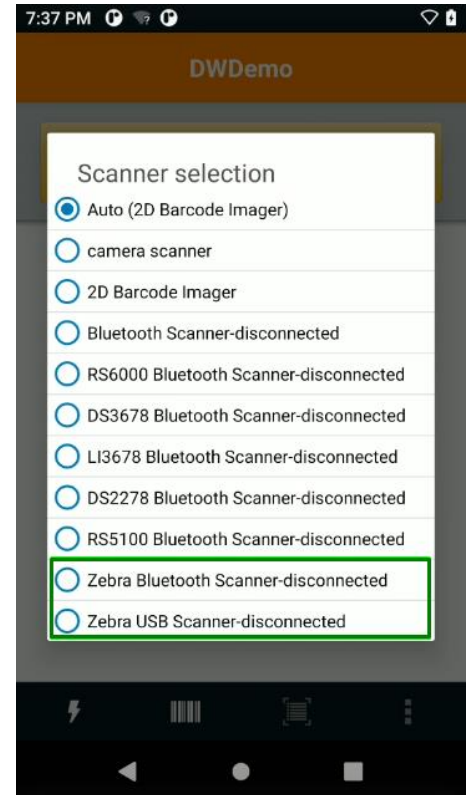 7:37 PM
DWDemo
Scanner selection
Auto (2D Barcode Imager)
camera scanner
2D Barcode Imager
Bluetooth Scanner-disconnected
RS6000 Bluetooth Scanner-disconnected
DS3678 Bluetooth Scanner-disconnected
LI3678 Bluetooth Scanner-disconnected
DS2278 Bluetooth Scanner-disconnected
RS5100 Bluetooth Scanner-disconnected
Zebra Bluetooth Scanner-disconnected
Zebra USB Scanner-disconnected